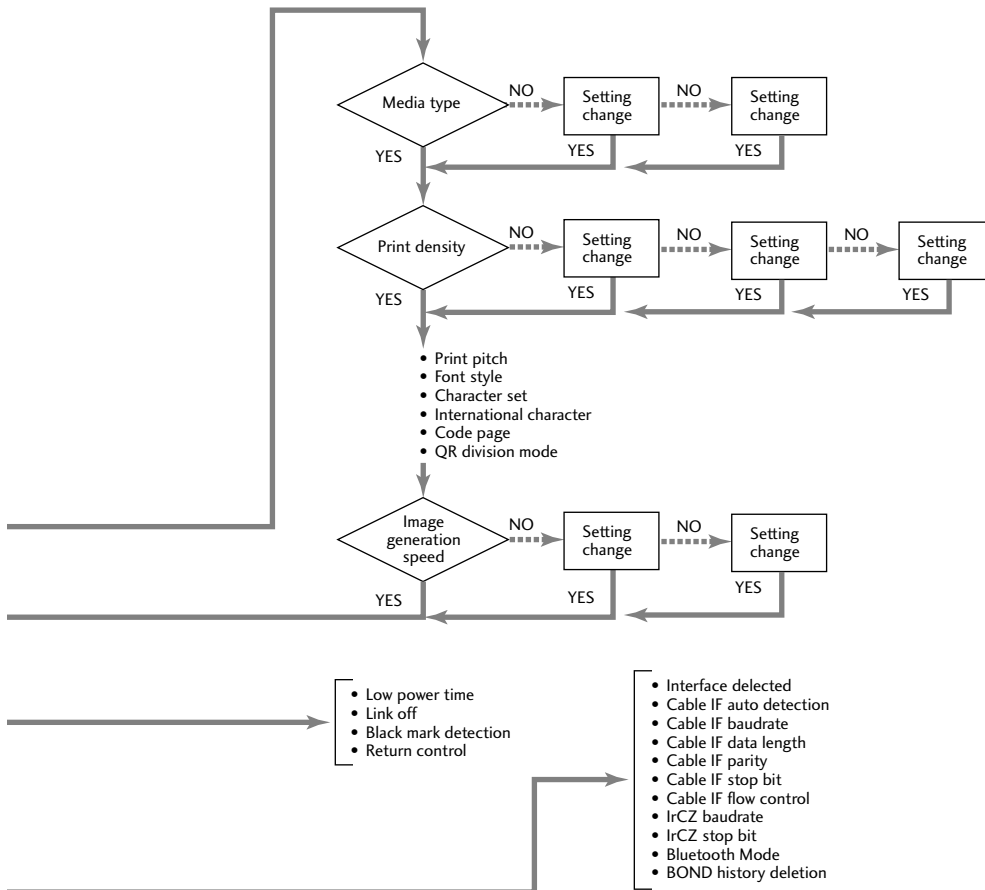 Media type
NO
Setting
change
NO
Setting
change
YES
YES
YES
Print density
NO
Setting
change
NO
Setting
change
NO
Setting
change
YES
YES
YES
YES
• Print pitch
• Font style
• Character set
• International character
• Code page
• QR division mode
Image
generation
speed
NO
Setting
change
NO
Setting
change
YES
YES
YES
• Low power time
• Link off
• Black mark detection
• Return control
• Interface delected
• Cable IF auto detection
• Cable IF baudrate
• Cable IF data length
• Cable IF parity
• Cable IF stop bit
• Cable IF flow control
• IrCZ baudrate
• IrCZ stop bit
• Bluetooth Mode
• BOND history deletion